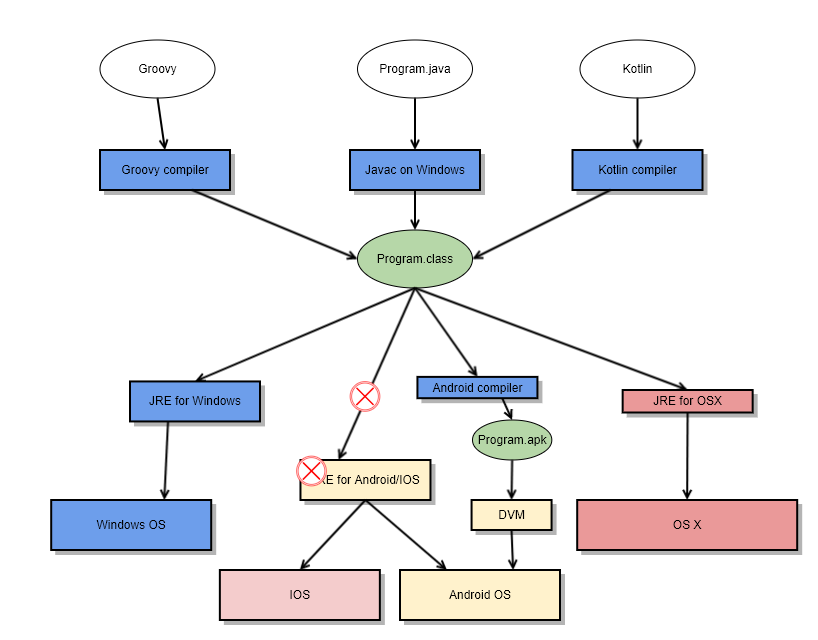 Groovy
Program.java
Kotlin
Groovy compiler
Javac on Windows
Kotlin compiler
Program.class
Android compiler
JRE for Windows
JRE for OSX
Program.apk
RE for Android/IOS
DVM
Windows OS
OS X
IOS
Android OS